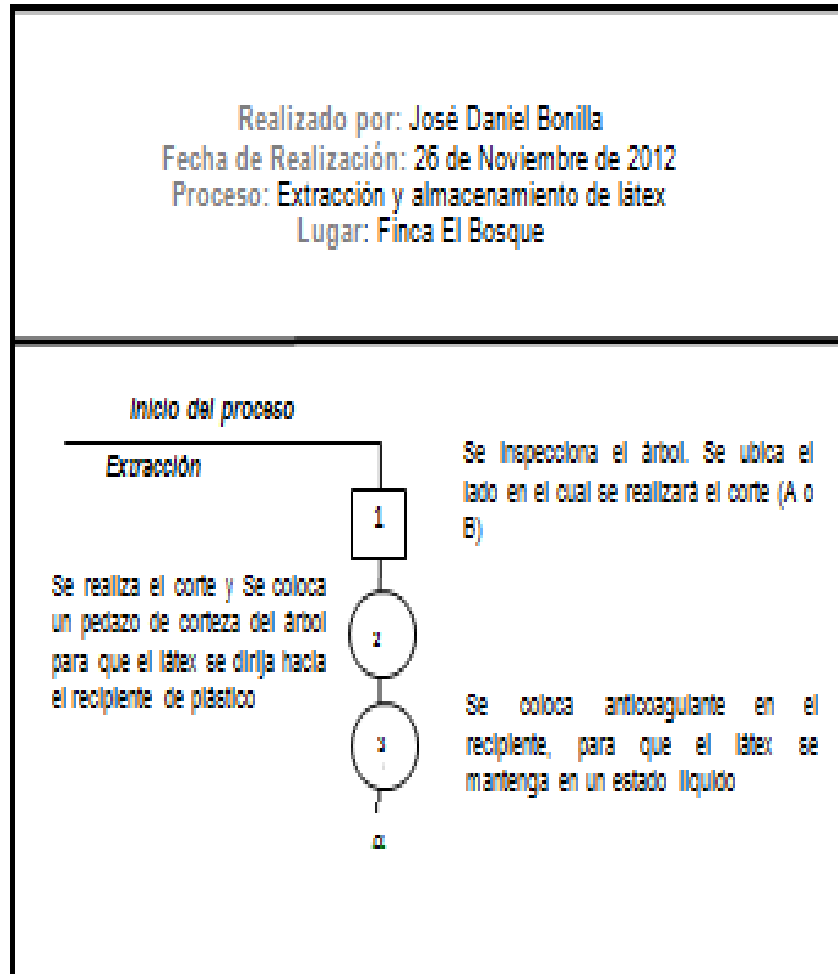 Realizado por: José Daniel Bonilla
Fecha de Realización: 26 de Noviembre de 2012
Proceso: Extracción y almacenamiento de látex
Lugar: Finca El Bosque
Inicio del proceso
Extracción
Se inspecciona el árbol. Se ubica el
lado en el cual se realizará el corte (A o
B)
1
Se realiza el corte y Se coloca
un pedazo de corteza del árbol
para que el látex se dirija hacia
el recipiente de plástico
2
3
Se coloca anticoagulante en el
recipiente, para que el látex se
mantenga en un estado líquido